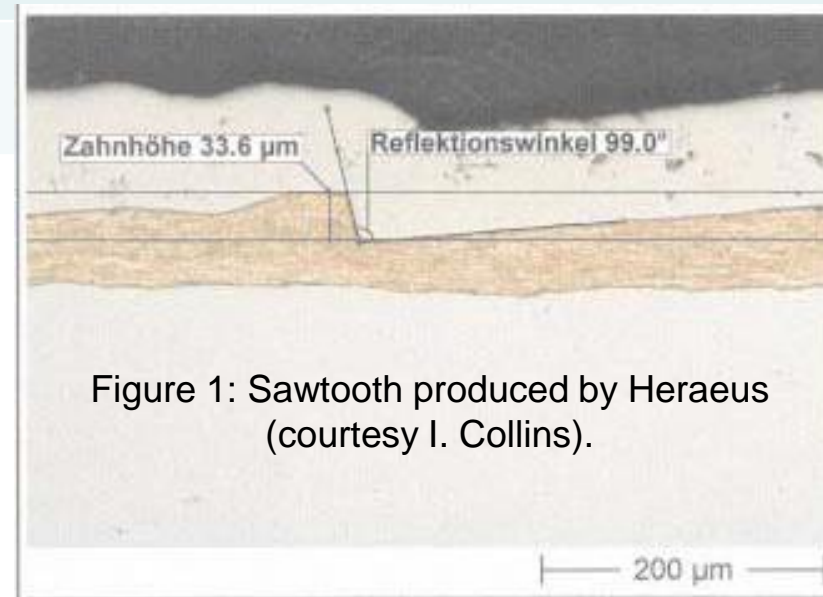 Zahnhöhe 33.6 µm
Reflektionswinkel 99.0°
Figure 1: Sawtooth produced by Heraeus
(courtesy I. Collins).
200 µm